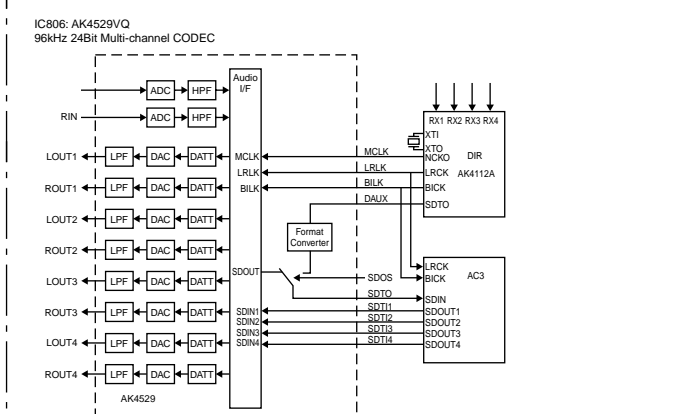 IC806: AK4529VQ
96kHz 24Bit Multi-channel CODEC
Audio
I/F
ADC HPF
RIN ADC HPF
RX1 RX2 RX3 RX4
XTI
XTO
LOUT1 LPF DAC DATT MCLK MCLK NCKO DIR
LRLK LRLK LRCK AK4112A
ROUT1 LPF DAC DATT BILK BILK BICK
DAUX SDTO
LOUT2 LPF DAC DATT
Format
Converter
ROUT2 LPF DAC DATT
LRCK
SDOUT SDOS BICK AC3
LOUT3 LPF DAC DATT
SDTO SDIN
ROUT3 LPF DAC DATT SDIN1 SDTI1 SDOUT1
SDIN2 SDTI2 SDOUT2
SDIN3 SDTI3 SDOUT3
LOUT4 LPF DAC DATT SDIN4 SDTI4 SDOUT4
ROUT4 LPF DAC DATT
AK4529